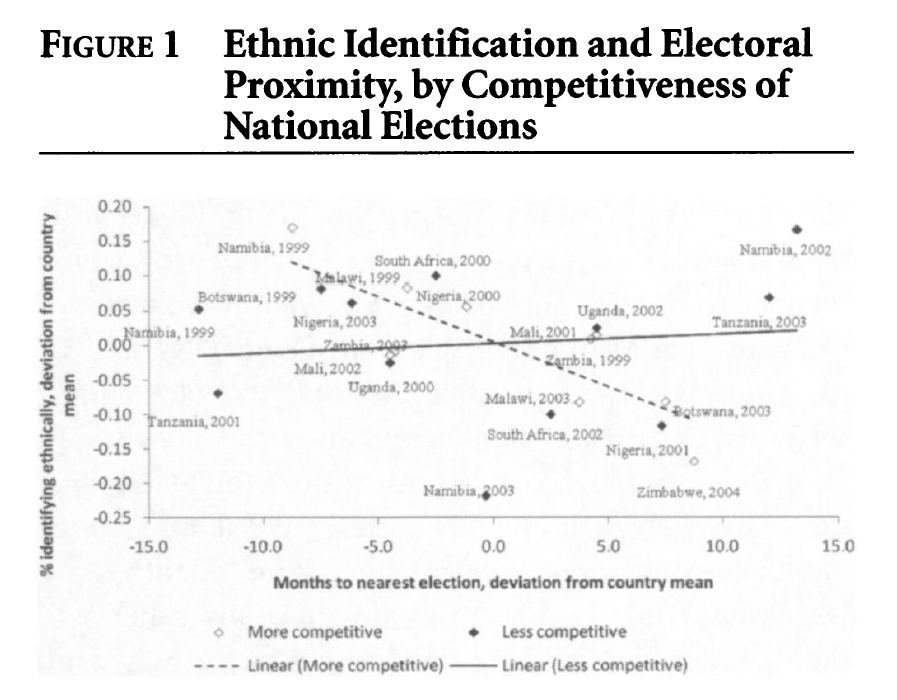 FIGURE 1 Ethnic Identification and Electoral
Proximity, by Competitiveness of
National Elections
% identifying ethnically, deviation from country
mean
0.20
0.15
0.10
0.05
0.00
-0.05
-0.10
-0.15
-0.20
-0.25
Namibia, 1999
South Africa, 2000
Namibia, 2002
Malawi, 1999
Botswana, 1999
Nigeria, 2000
Nigeria, 2003
Uganda, 2002
Tanzania, 2003
Namibia, 1999
Mali, 2001
Zambia, 2003
Zambia, 1999
Mali, 2002
Uganda, 2000
Malawi, 2003
Botswana, 2003
Tanzania, 2001
South Africa, 2002
Nigeria, 2001
Namibia, 2003
Zimbabwe, 2004
-15.0 -10.0 -5.0 0.0 5.0 10.0 15.0
Months to nearest election, deviation from country mean
More competitive Less competitive
Linear (More competitive) Linear (Less competitive)